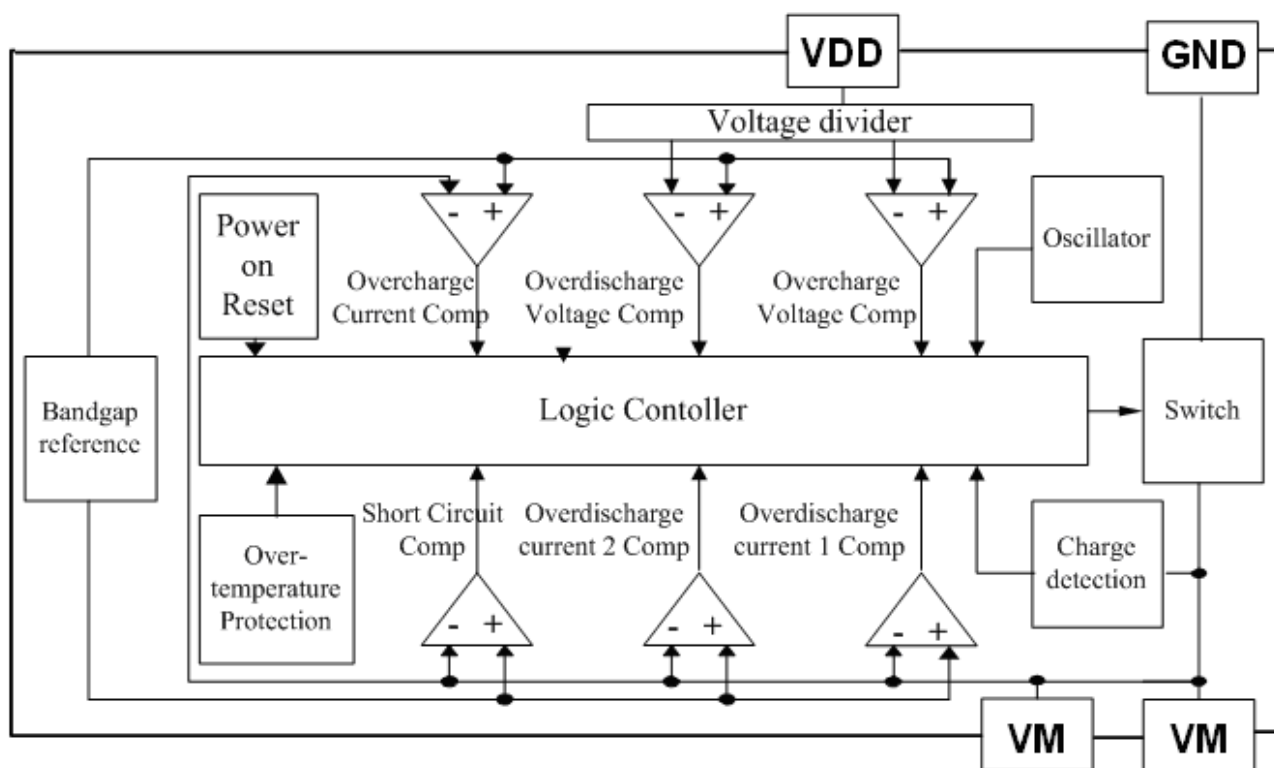 VDD
GND
Voltage divider
- +
- +
- +
Power
on
Reset
Oscillator
Overcharge
Current Comp
Overdischarge
Voltage Comp
Overcharge
Voltage Comp
Bandgap
reference
Logic Contoller
Switch
Short Circuit
Comp
Overdischarge
current 2 Comp
Overdischarge
current 1 Comp
Over-
temperature
Protection
Charge
detection
- +
- +
- +
VM
VM